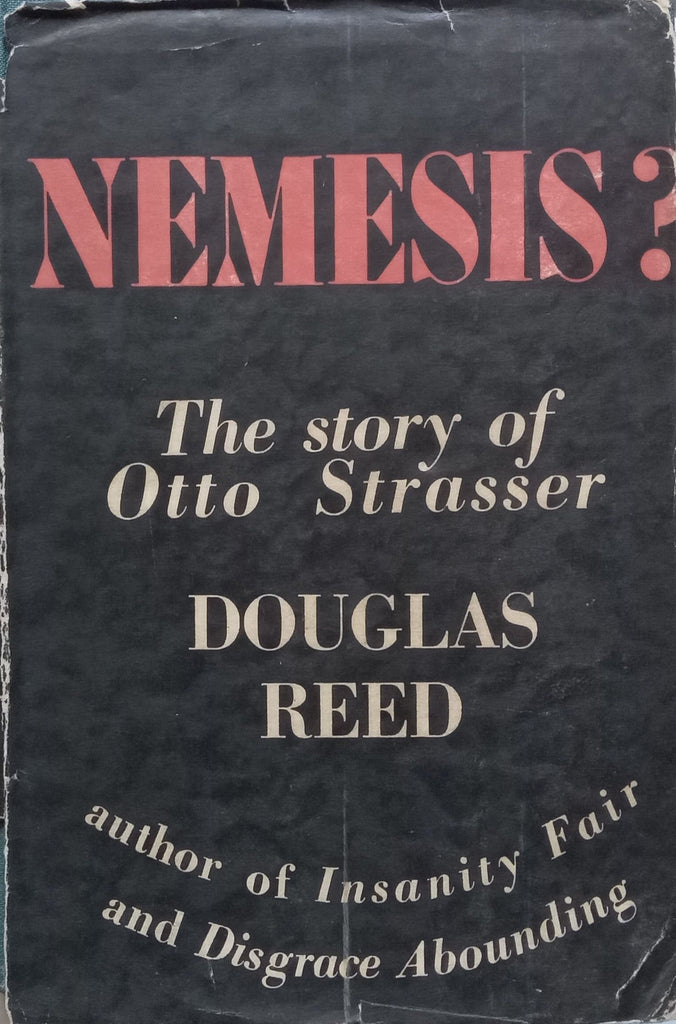 NEMESIS?
The story of
Otto Strasser
DOUGLAS
REED
author of Insanity Fair
and Disgrace Abounding